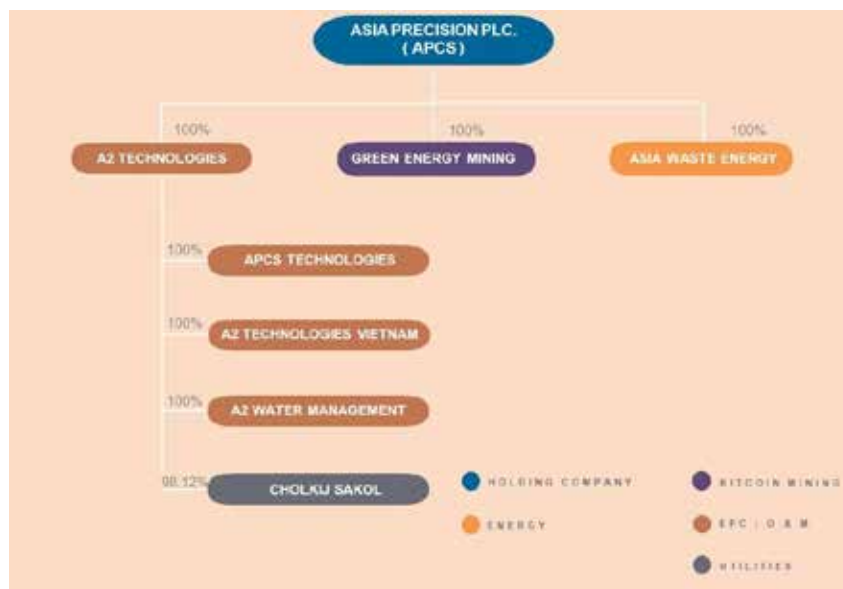 ASIA PRECISION PLC.
( APCS )
100%
100%
100%
A2 TECHNOLOGIES
GREEN ENERGY MINING
ASIA WASTE ENERGY
100%
APCS TECHNOLOGIES
100%
A2 TECHNOLOGIES VIETNAM
100%
A2 WATER MANAGEMENT
98.12%
CHOLKIJ SAKOL
HOLDING COMPANY
BITCOIN MINING
ENERGY
EPC : O & M
UTILITIES